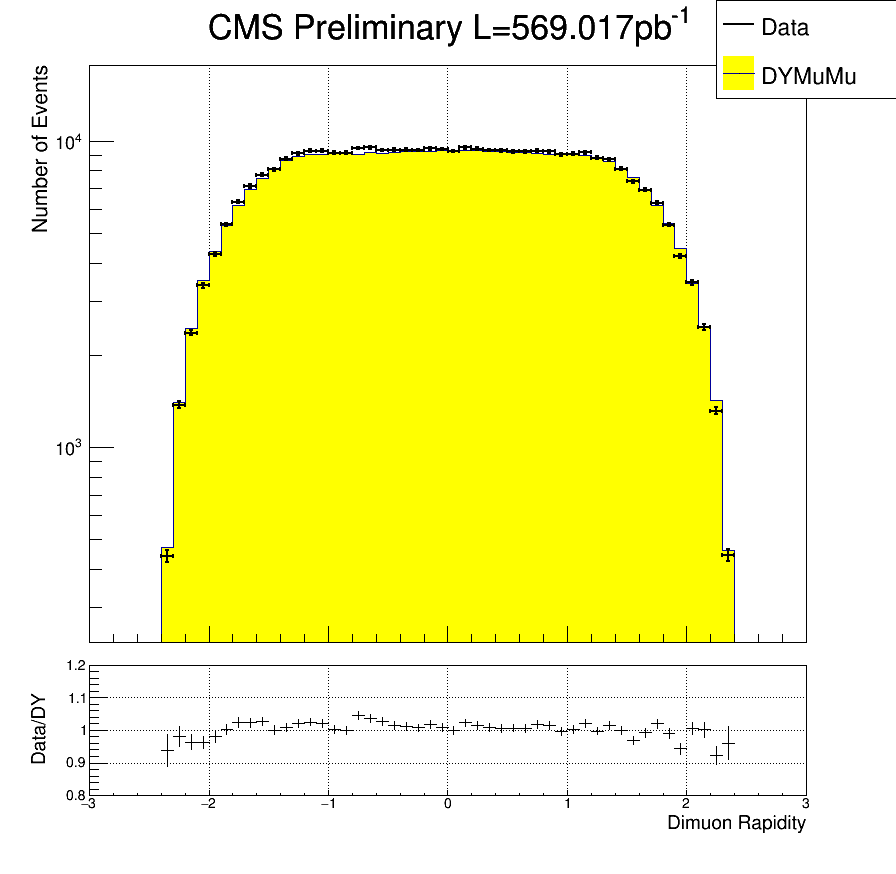 CMS Preliminary L=569.017pb-1
Data
DYMuMu
Number of Events
10^4
10^3
Data/DY
1.2
1.1
1
0.9
0.8
−3 −2 −1 0 1 2 3
Dimuon Rapidity